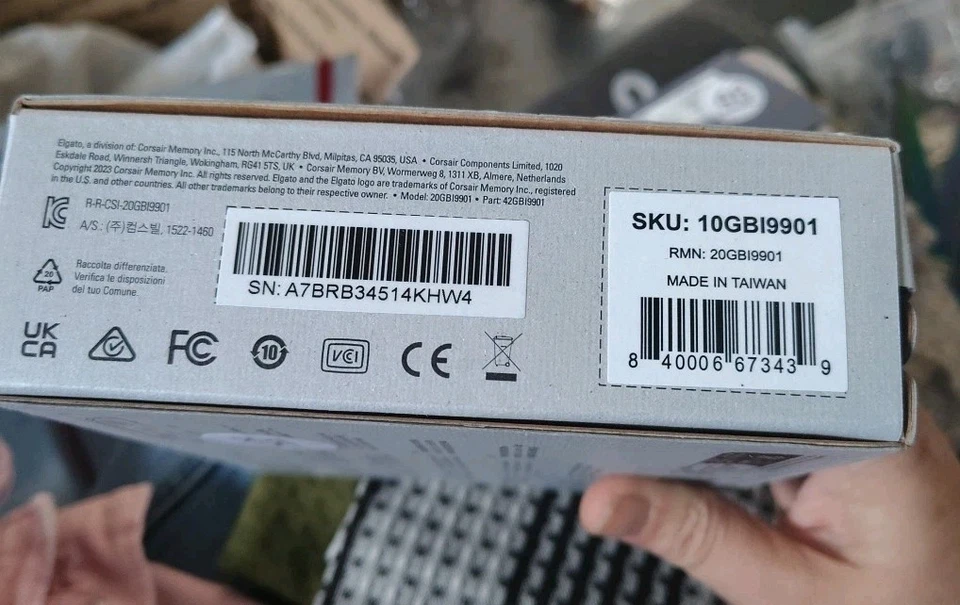 Elgato, a division of: Corsair Memory Inc., 115 North McCarthy Blvd, Milpitas, CA 95035, USA • Corsair Components Limited, 1020
Eskdale Road, Winnersh Triangle, Wokingham, RG41 5TS, UK • Corsair Memory BV, Wormerweg 8, 1311 XB, Almere, Netherlands
Copyright 2023 Corsair Memory Inc. All rights reserved. Elgato and the Elgato logo are trademarks of Corsair Memory Inc., registered
in the U.S. and other countries. All other trademarks belong to their respective owner. • Model: 20GBI9901 • Part: 42GBI9901
R-R-CSI-20GBI9901
A/S: (주)컴스빌, 1522-1460
Raccolta differenziata.
Verifica le disposizioni
del tuo Comune.
20
PAP
SN: A7BRB34514KHW4
UK
CA
FC
10
VCI
CE
SKU: 10GBI9901
RMN: 20GBI9901
MADE IN TAIWAN
8 40006 67343 9